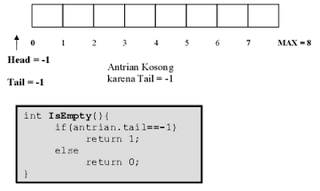 0 1 2 3 4 5 6 7 MAX = 8
Head = -1
Tail = -1
Antrian Kosong
karena Tail = -1
int IsEmpty(){
if(antrian.tail==-1)
return 1;
else
return 0;
}